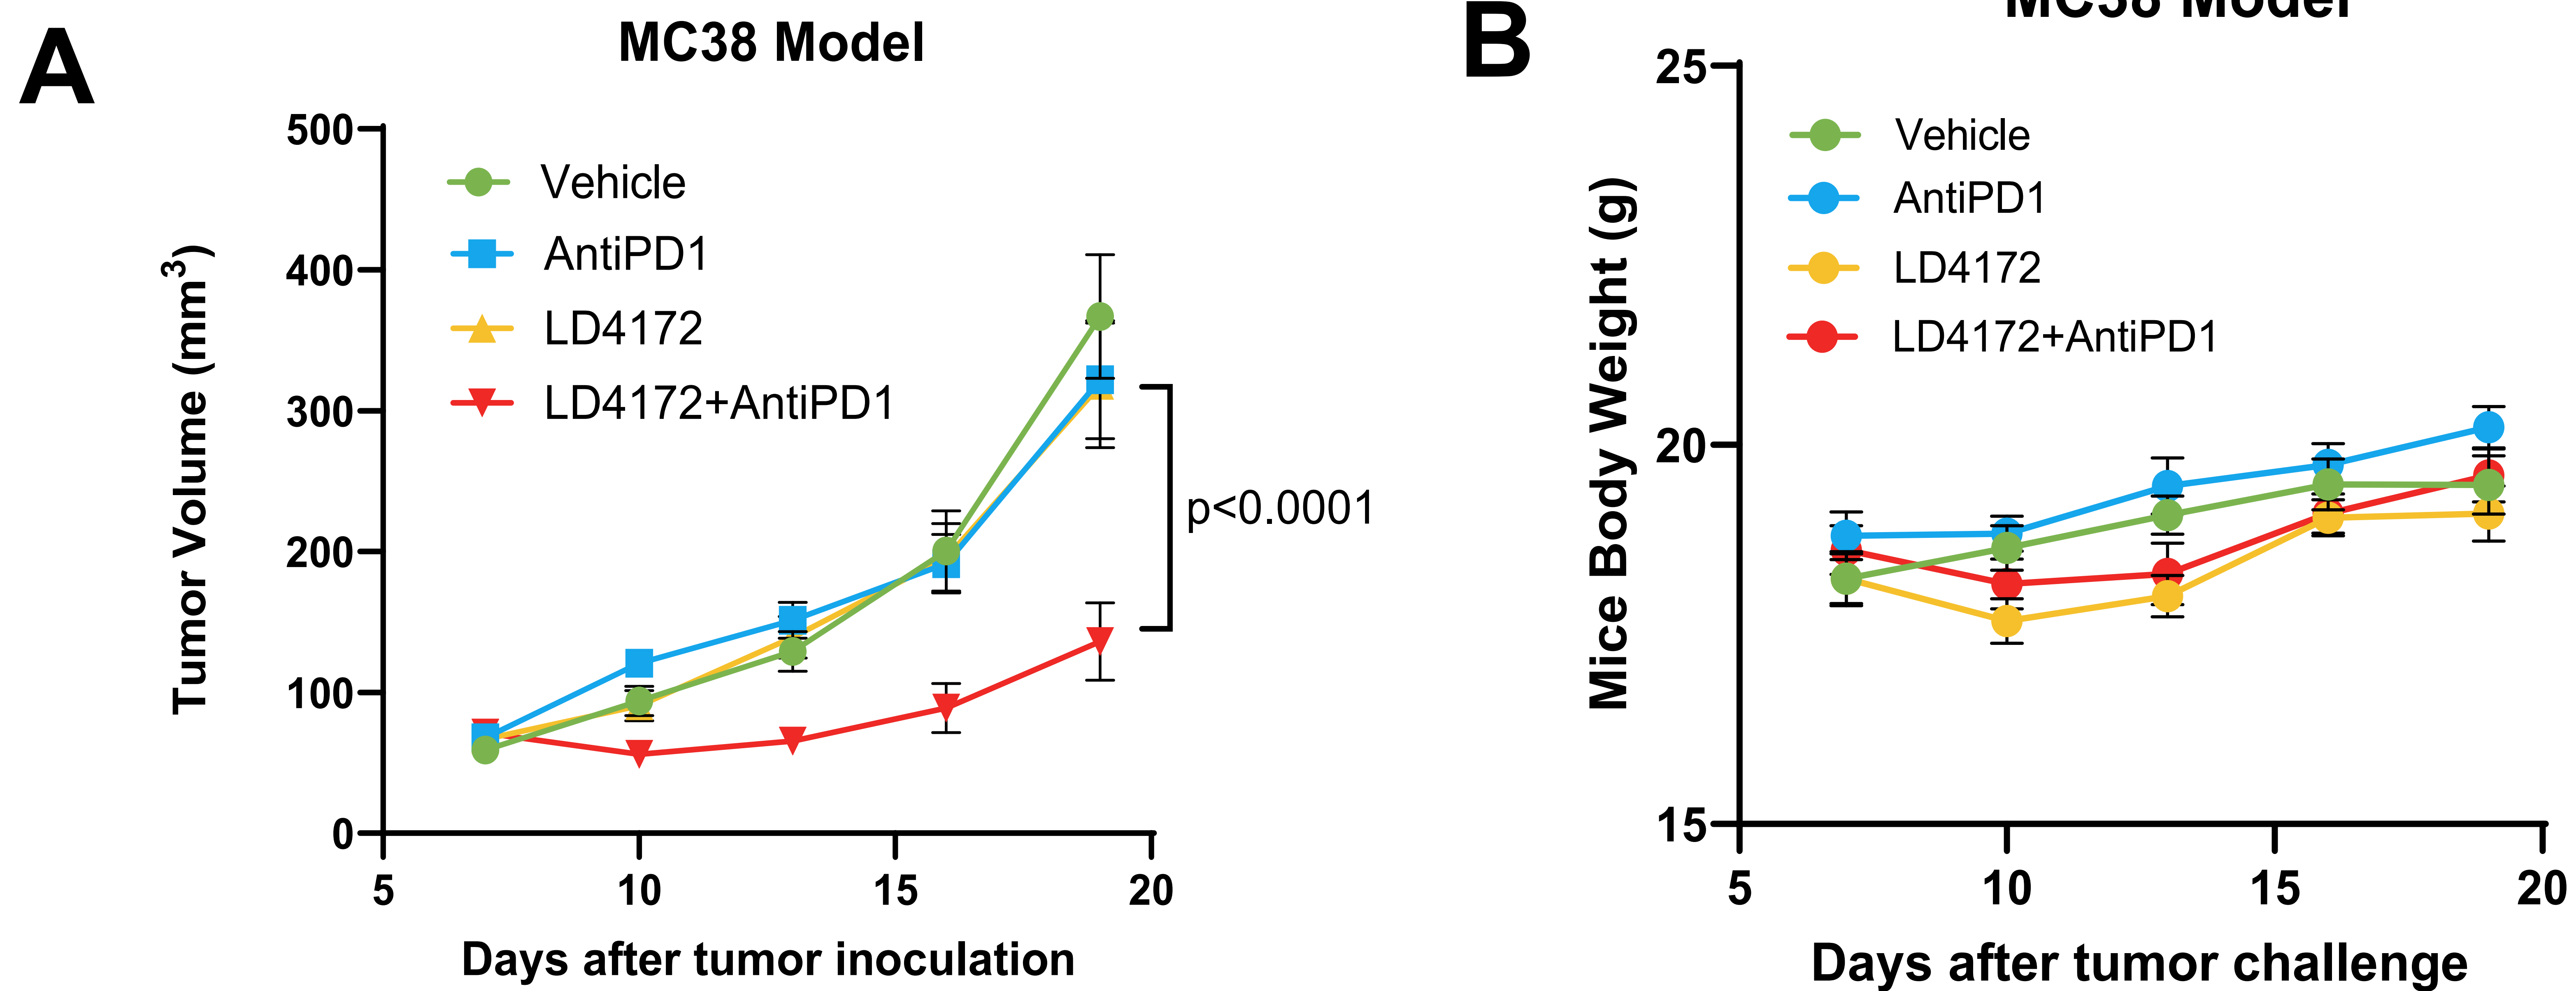 A
MC38 Model
500
400
300
200
100
0
Tumor Volume (mm³)
Vehicle
AntiPD1
LD4172
LD4172+AntiPD1
p<0.0001
5 10 15 20
Days after tumor inoculation
B
MC38 Model
25
20
15
Mice Body Weight (g)
Vehicle
AntiPD1
LD4172
LD4172+AntiPD1
5 10 15 20
Days after tumor challenge